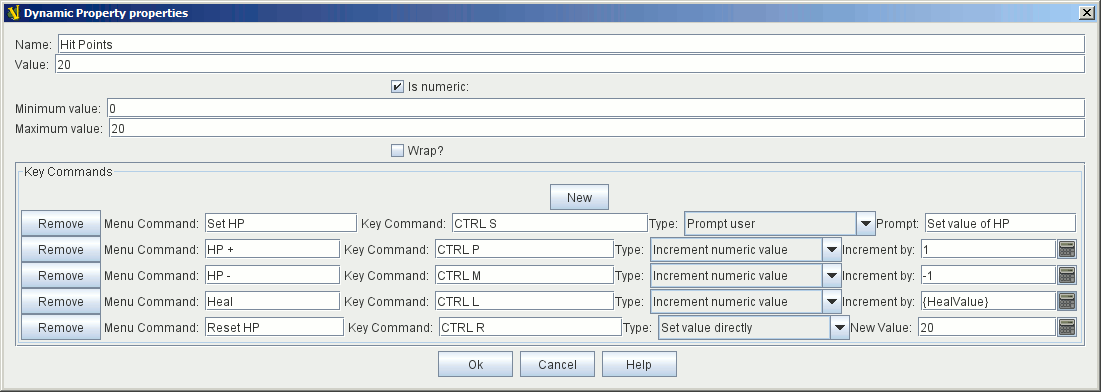 Dynamic Property properties
Name: Hit Points
Value: 20
Is numeric:
Minimum value: 0
Maximum value: 20
Wrap?
Key Commands
New
Remove Menu Command: Set HP Key Command: CTRL S Type: Prompt user Prompt: Set value of HP
Remove Menu Command: HP + Key Command: CTRL P Type: Increment numeric value Increment by: 1
Remove Menu Command: HP - Key Command: CTRL M Type: Increment numeric value Increment by: -1
Remove Menu Command: Heal Key Command: CTRL L Type: Increment numeric value Increment by: {HealValue}
Remove Menu Command: Reset HP Key Command: CTRL R Type: Set value directly New Value: 20
Ok Cancel Help